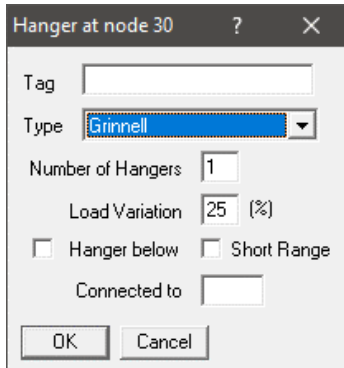 Hanger at node 30 ? ×
Tag
Type Grinnell
Number of Hangers 1
Load Variation 25 (%)
Hanger below Short Range
Connected to
OK Cancel